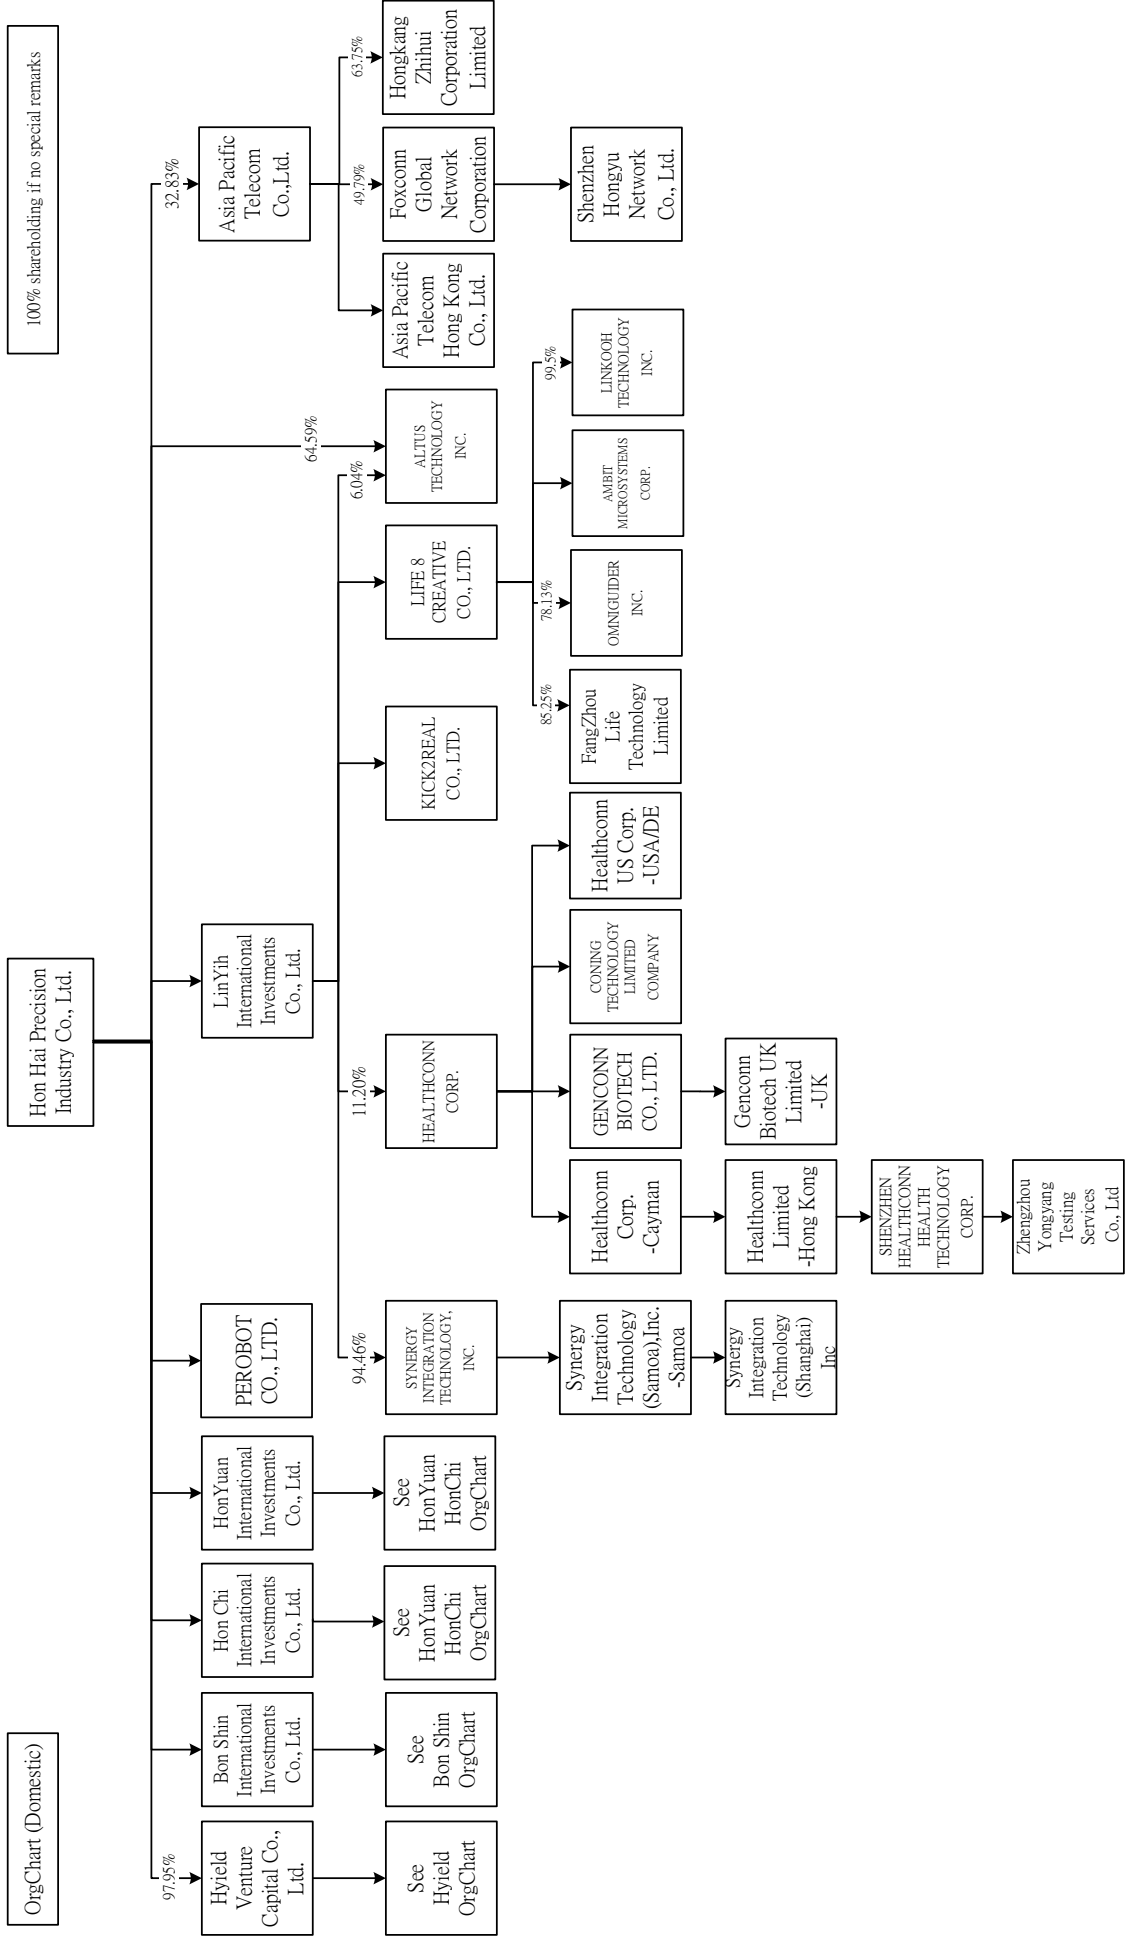 OrgChart (Domestic)
Hon Hai Precision
Industry Co., Ltd.
100% shareholding if no special remarks
97.95%
32.83%
Hyield
Venture
Capital Co.,
Ltd.
Bon Shin
International
Investments
Co., Ltd.
Hon Chi
International
Investments
Co., Ltd.
HonYuan
International
Investments
Co., Ltd.
PEROBOT
CO., LTD.
LinYih
International
Investments
Co., Ltd.
Asia Pacific
Telecom
Co.,Ltd.
64.59%
94.46%
11.20%
6.04%
49.79%
63.75%
See
Hyield
OrgChart
See
Bon Shin
OrgChart
See
HonYuan
HonChi
OrgChart
See
HonYuan
HonChi
OrgChart
SYNERGY
INTEGRATION
TECHNOLOGY,
INC.
HEALTHCONN
CORP.
KICK2REAL
CO., LTD.
LIFE 8
CREATIVE
CO., LTD.
ALTUS
TECHNOLOGY
INC.
Asia Pacific
Telecom
Hong Kong
Co., Ltd.
Foxconn
Global
Network
Corporation
Hongkang
Zhihui
Corporation
Limited
85.25%
78.13%
99.5%
Synergy
Integration
Technology
(Samoa),Inc.
-Samoa
Healthconn
Corp.
-Cayman
GENCONN
BIOTECH
CO., LTD.
CONING
TECHNOLOGY
LIMITED
COMPANY
Healthconn
US Corp.
-USA/DE
FangZhou
Life
Technology
Limited
OMNIGUIDER
INC.
AMBIT
MICROSYSTEMS
CORP.
LINKOOH
TECHNOLOGY
INC.
Shenzhen
Hongyu
Network
Co., Ltd.
Synergy
Integration
Technology
(Shanghai)
Inc
Healthconn
Limited
-Hong Kong
Genconn
Biotech UK
Limited
-UK
SHENZHEN
HEALTHCONN
HEALTH
TECHNOLOGY
CORP.
Zhengzhou
Yongyang
Testing
Services
Co., Ltd